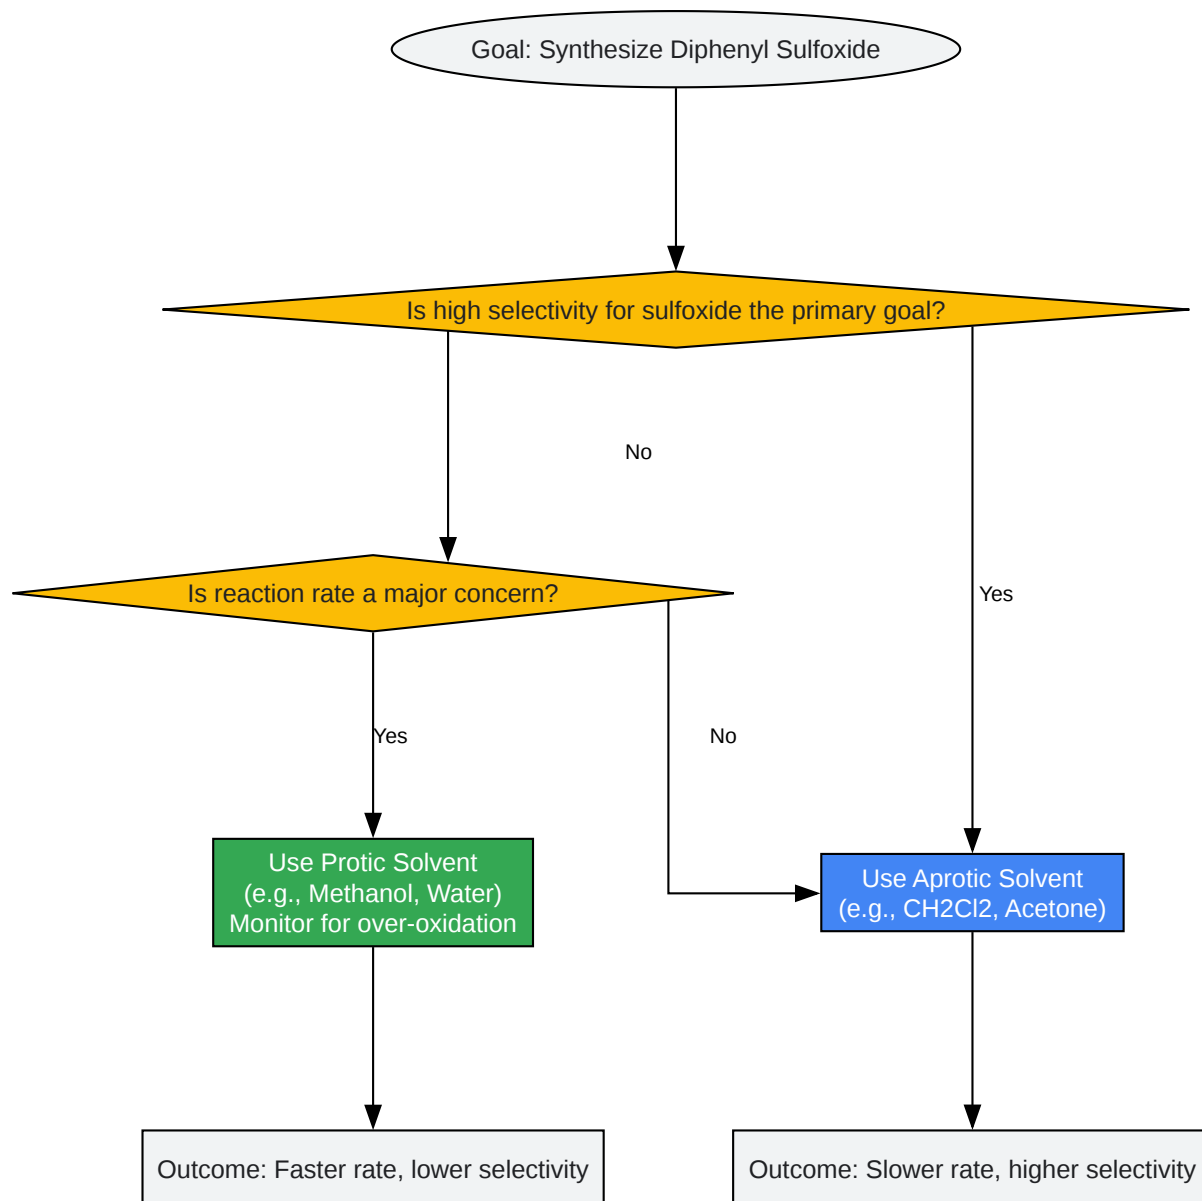 Goal: Synthesize Diphenyl Sulfoxide
Is high selectivity for sulfoxide the primary goal?
No
Is reaction rate a major concern?
Yes
Yes
No
Use Protic Solvent
(e.g., Methanol, Water)
Monitor for over-oxidation
Use Aprotic Solvent
(e.g., CH2Cl2, Acetone)
Outcome: Faster rate, lower selectivity
Outcome: Slower rate, higher selectivity